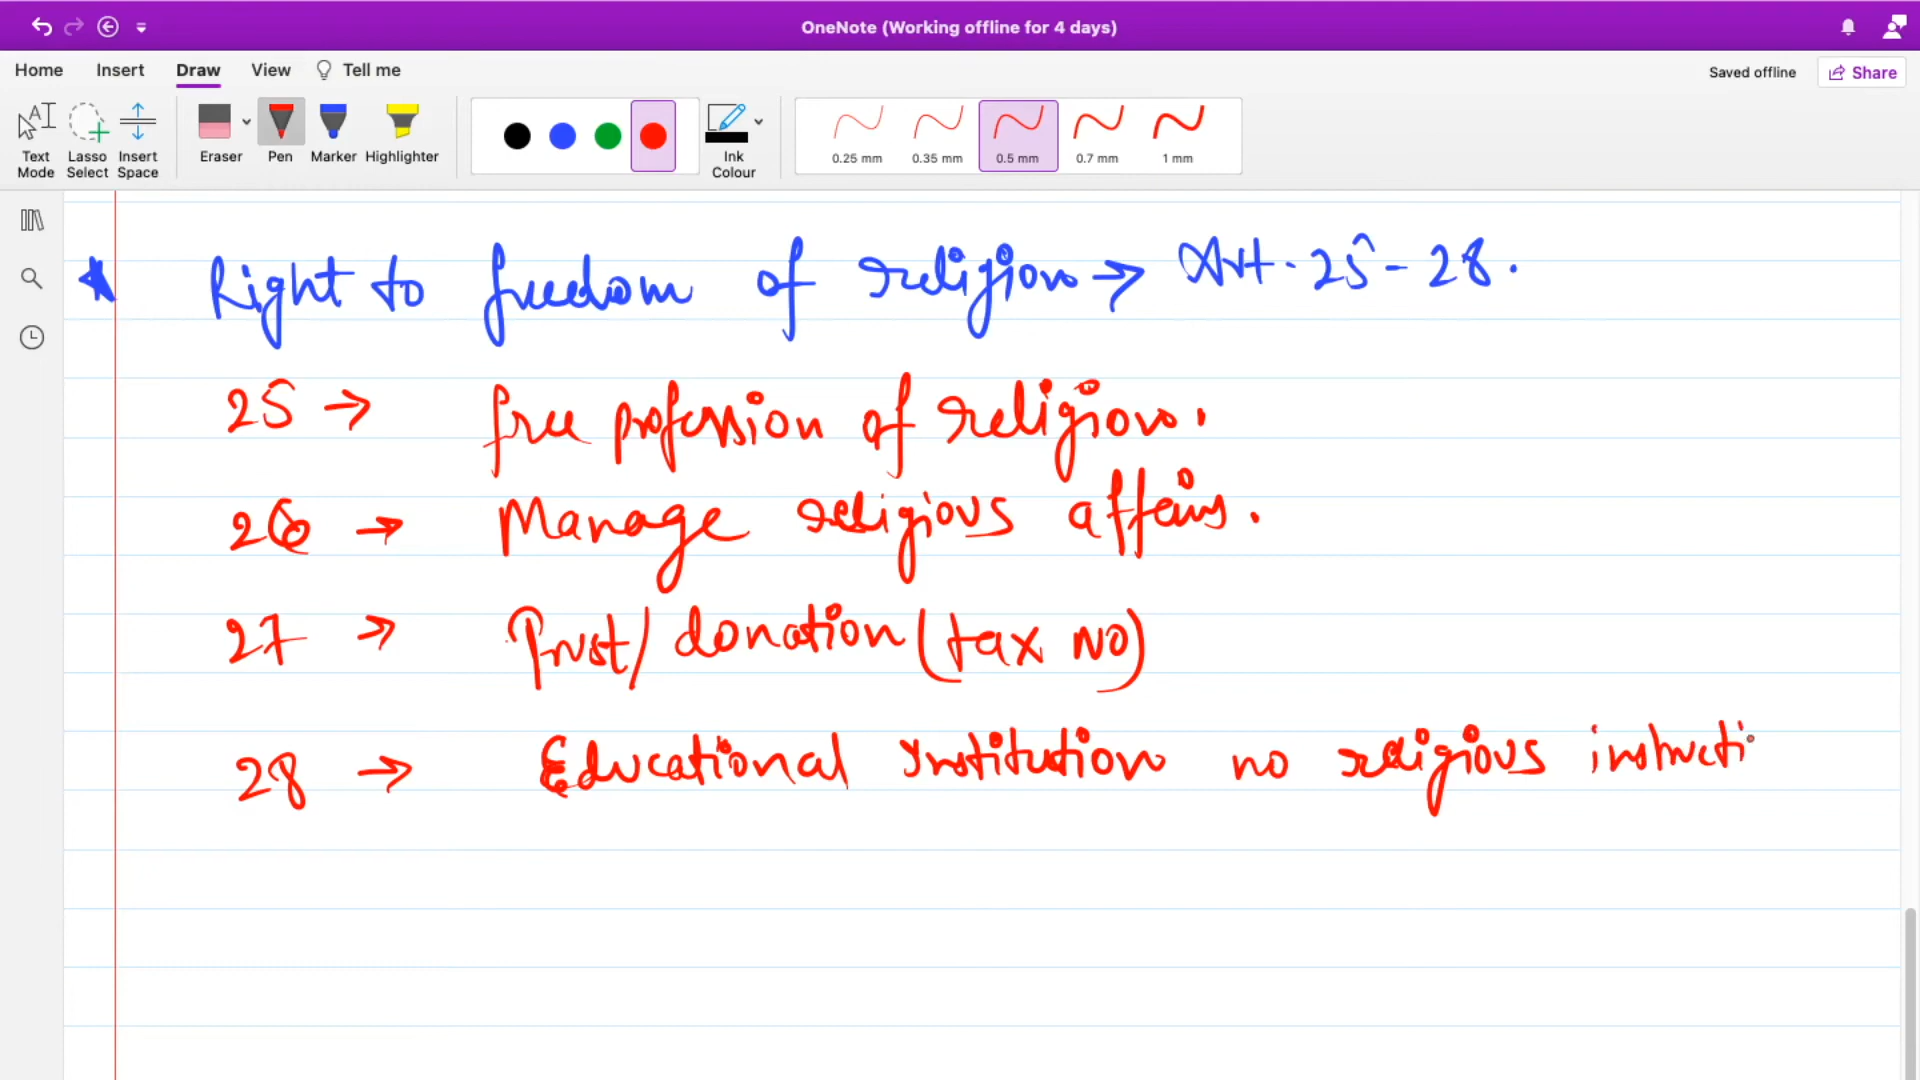 OneNote (Working offline for 4 days)
Home Insert Draw View Tell me Saved offline Share
Text Mode Lasso Select Insert Space Eraser Pen Marker Highlighter Ink Colour 0.25 mm 0.35 mm 0.5 mm 0.7 mm 1 mm
Right to freedom of religion → Art. 25 - 28.
25 → free profession of religion.
26 → Manage religious affairs.
27 → Trust/donation (tax NO)
28 → Educational Institution no religious instructi